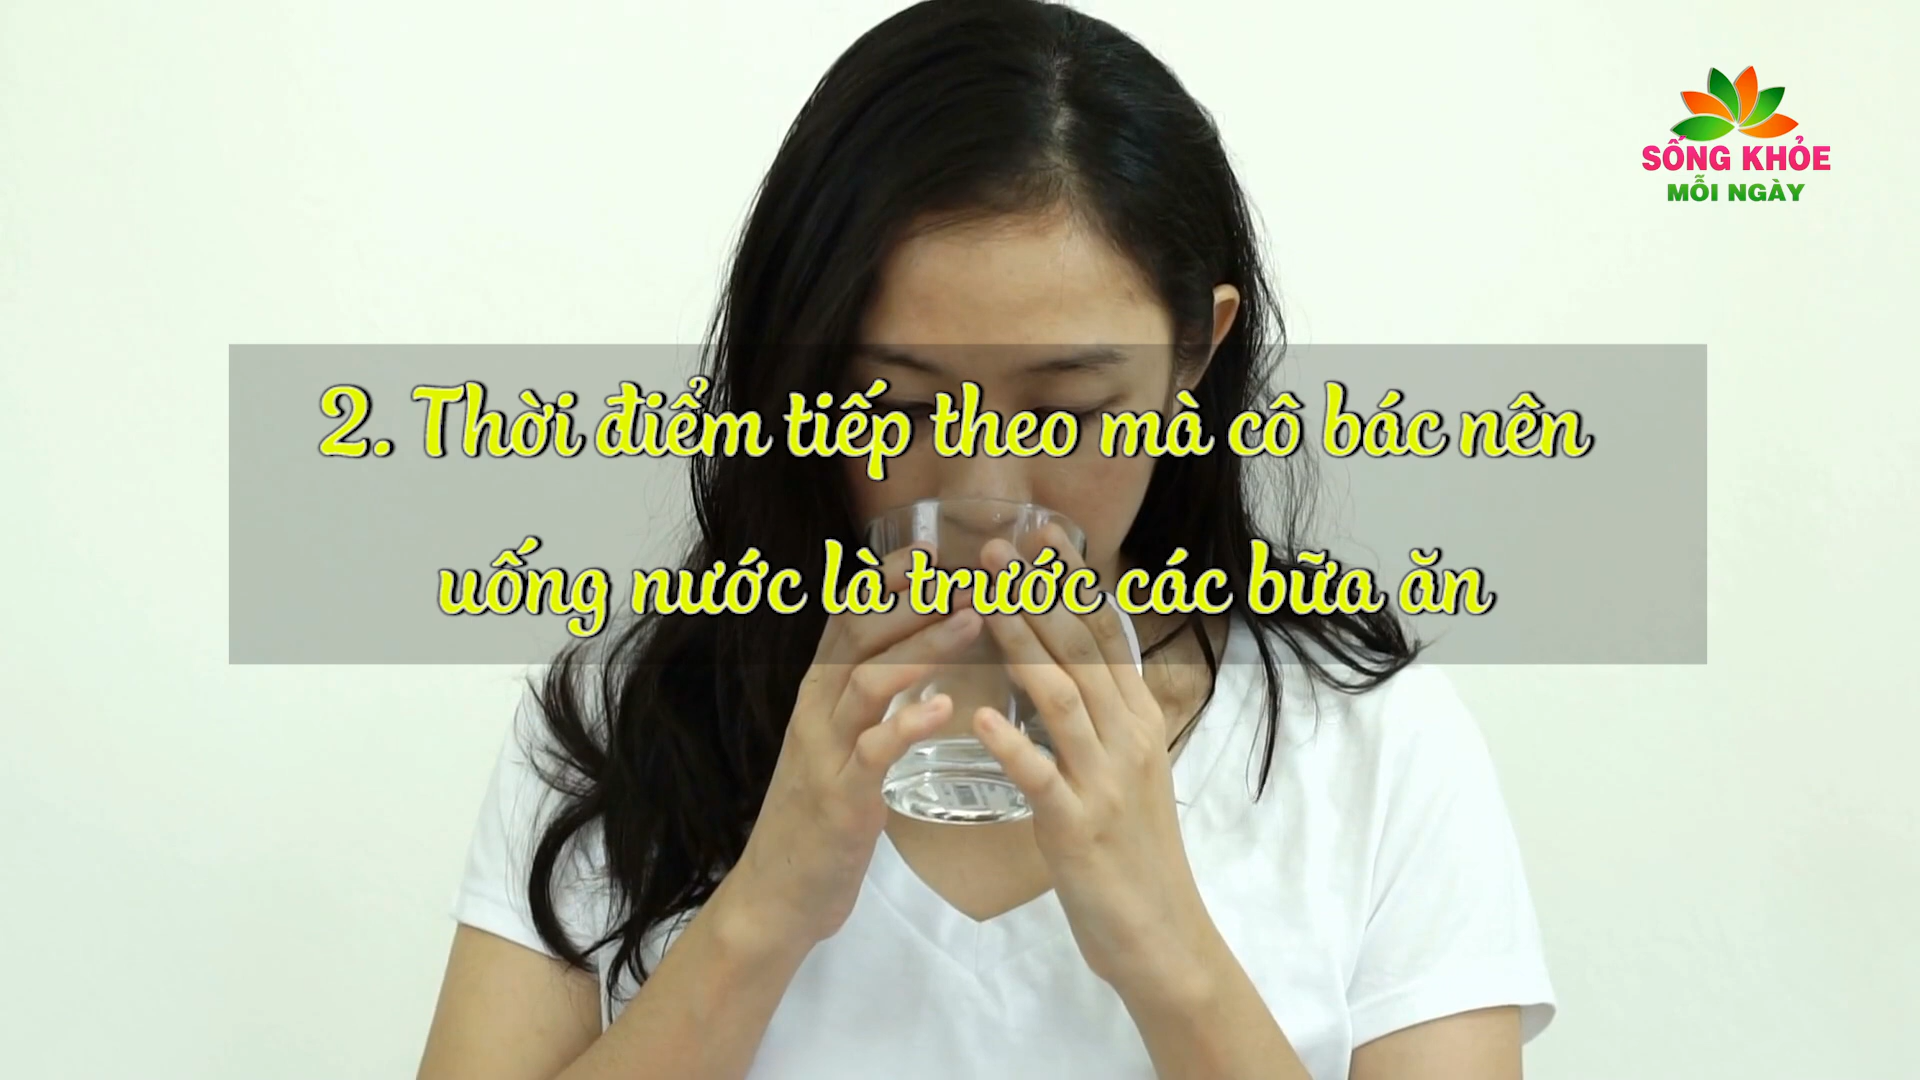 SỐNG KHỎE
MỖI NGÀY
2. Thời điểm tiếp theo mà cô bác nên
uống nước là trước các bữa ăn